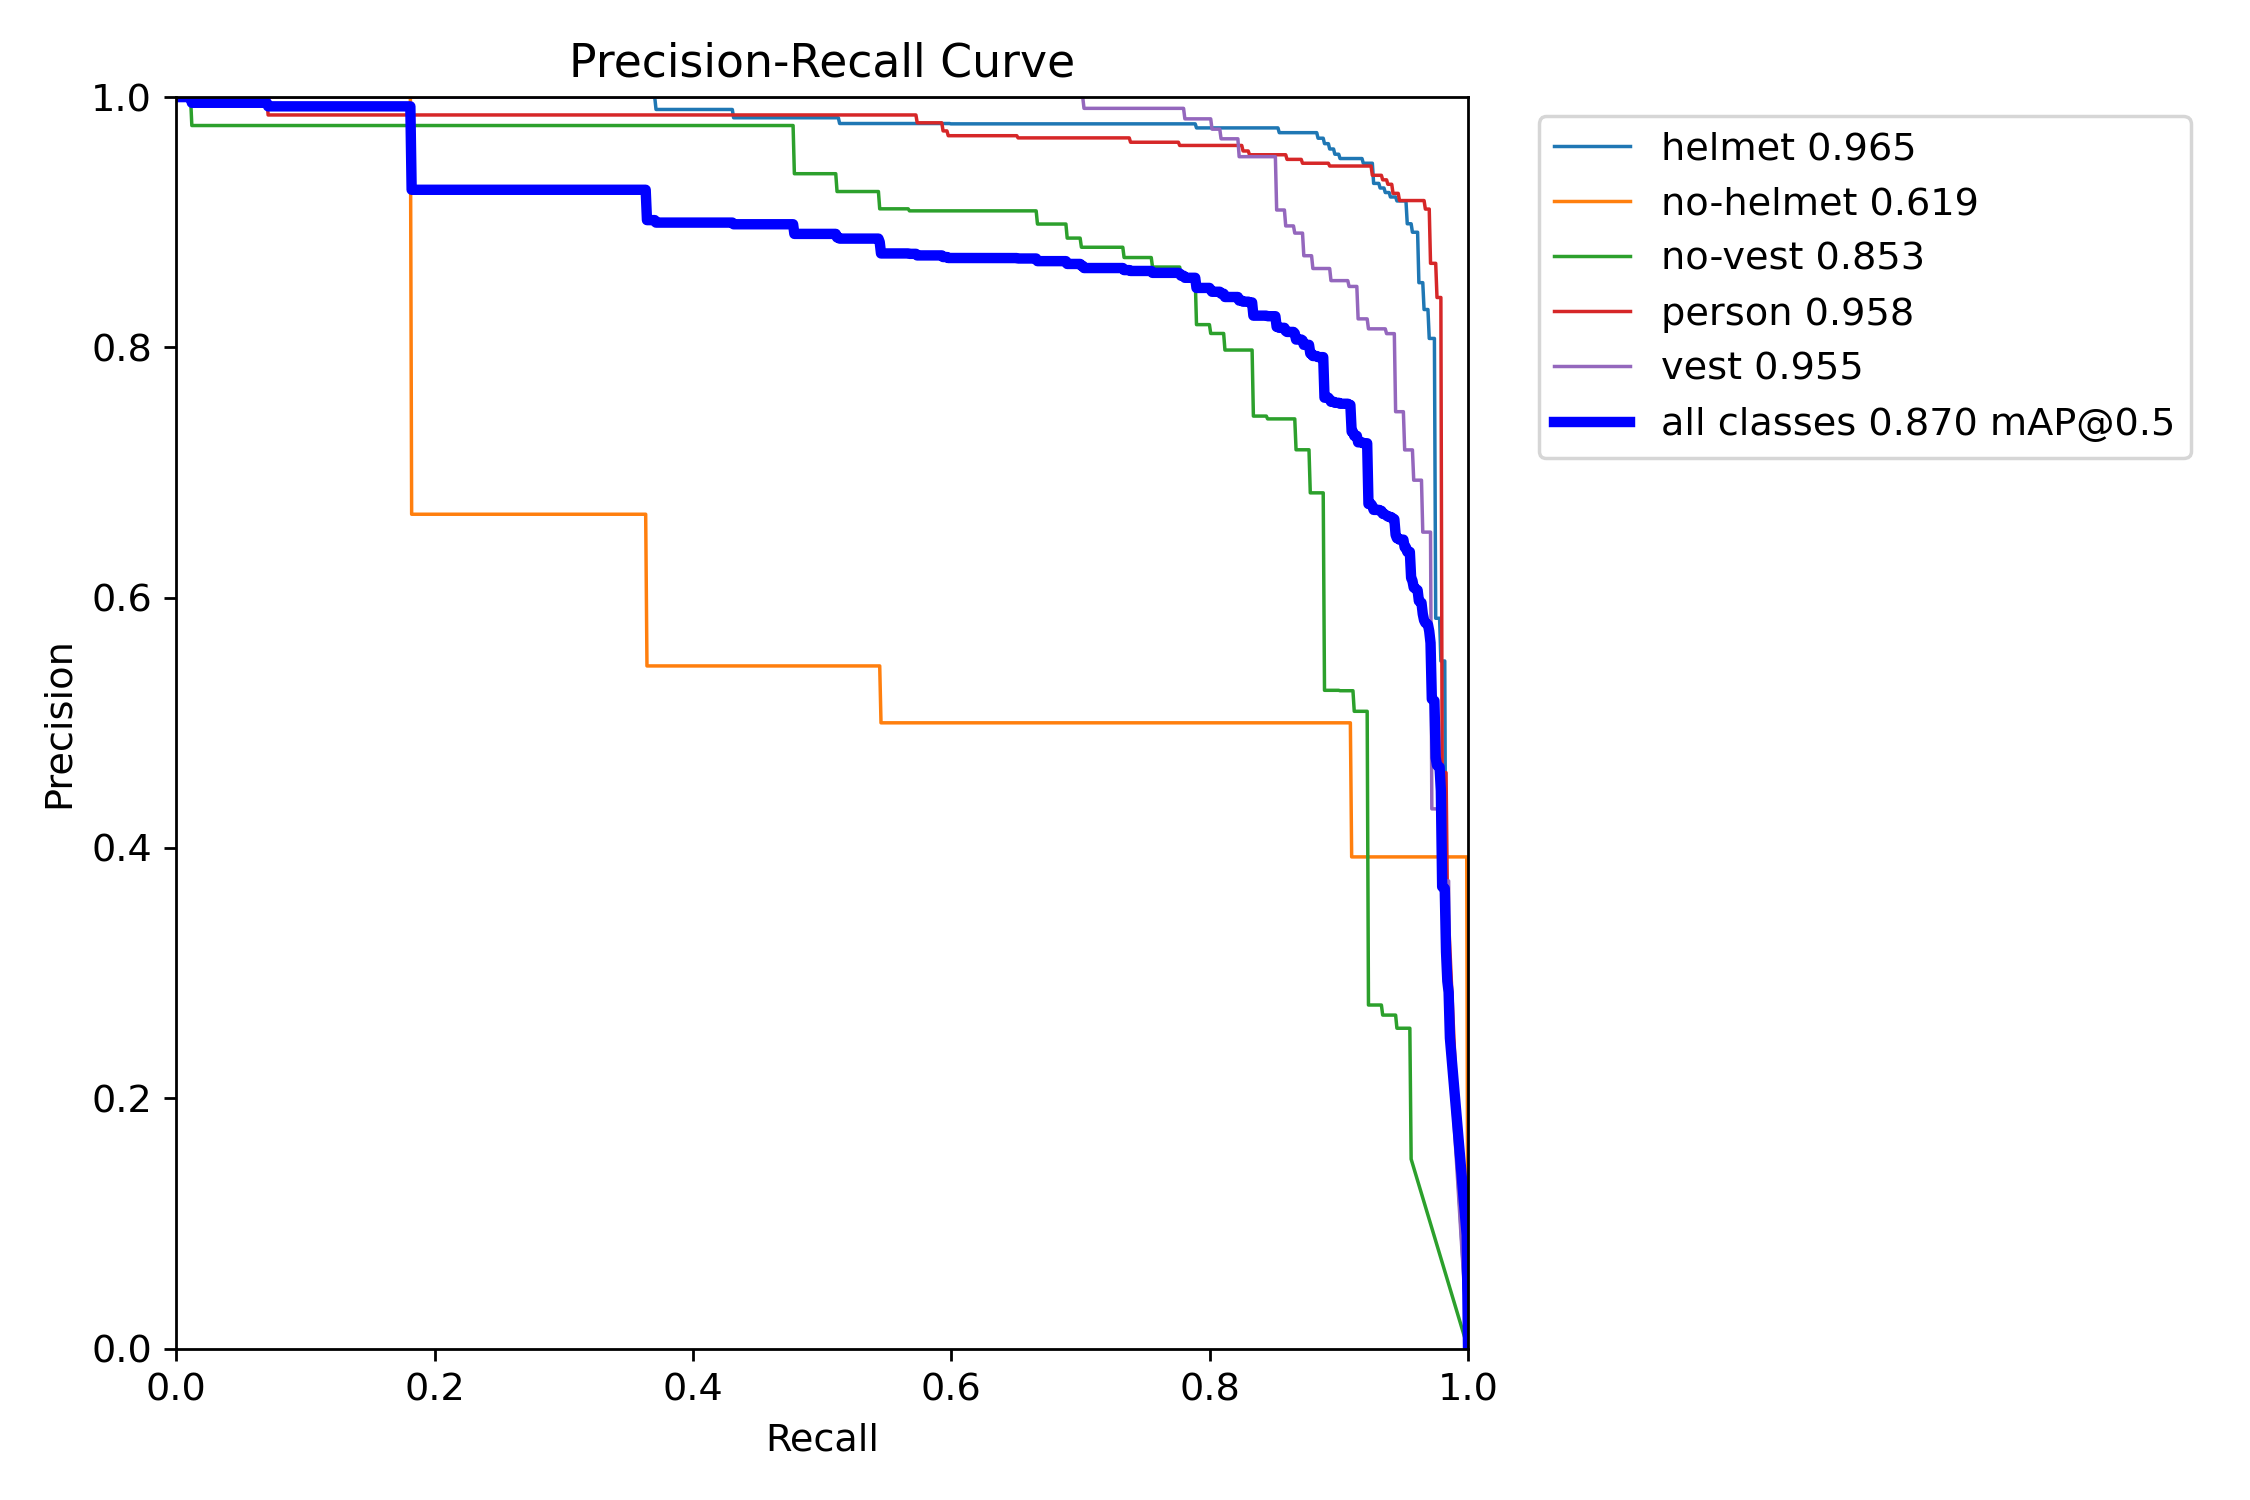 Precision-Recall Curve
1.0
0.8
0.6
0.4
0.2
0.0
Precision
0.0 0.2 0.4 0.6 0.8 1.0
Recall
helmet 0.965
no-helmet 0.619
no-vest 0.853
person 0.958
vest 0.955
all classes 0.870 mAP@0.5